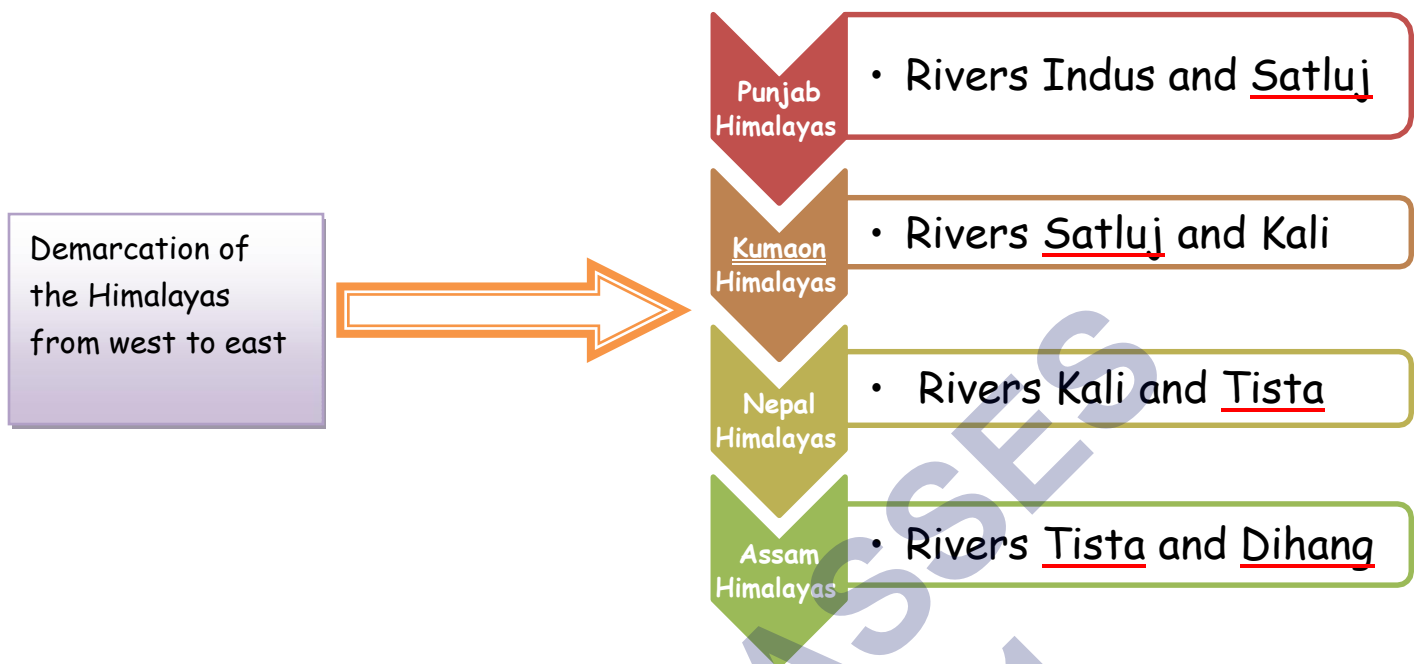 Demarcation of
the Himalayas
from west to east
Punjab
Himalayas
• Rivers Indus and Satluj
Kumaon
Himalayas
• Rivers Satluj and Kali
Nepal
Himalayas
• Rivers Kali and Tista
Assam
Himalayas
• Rivers Tista and Dihang
ASSES